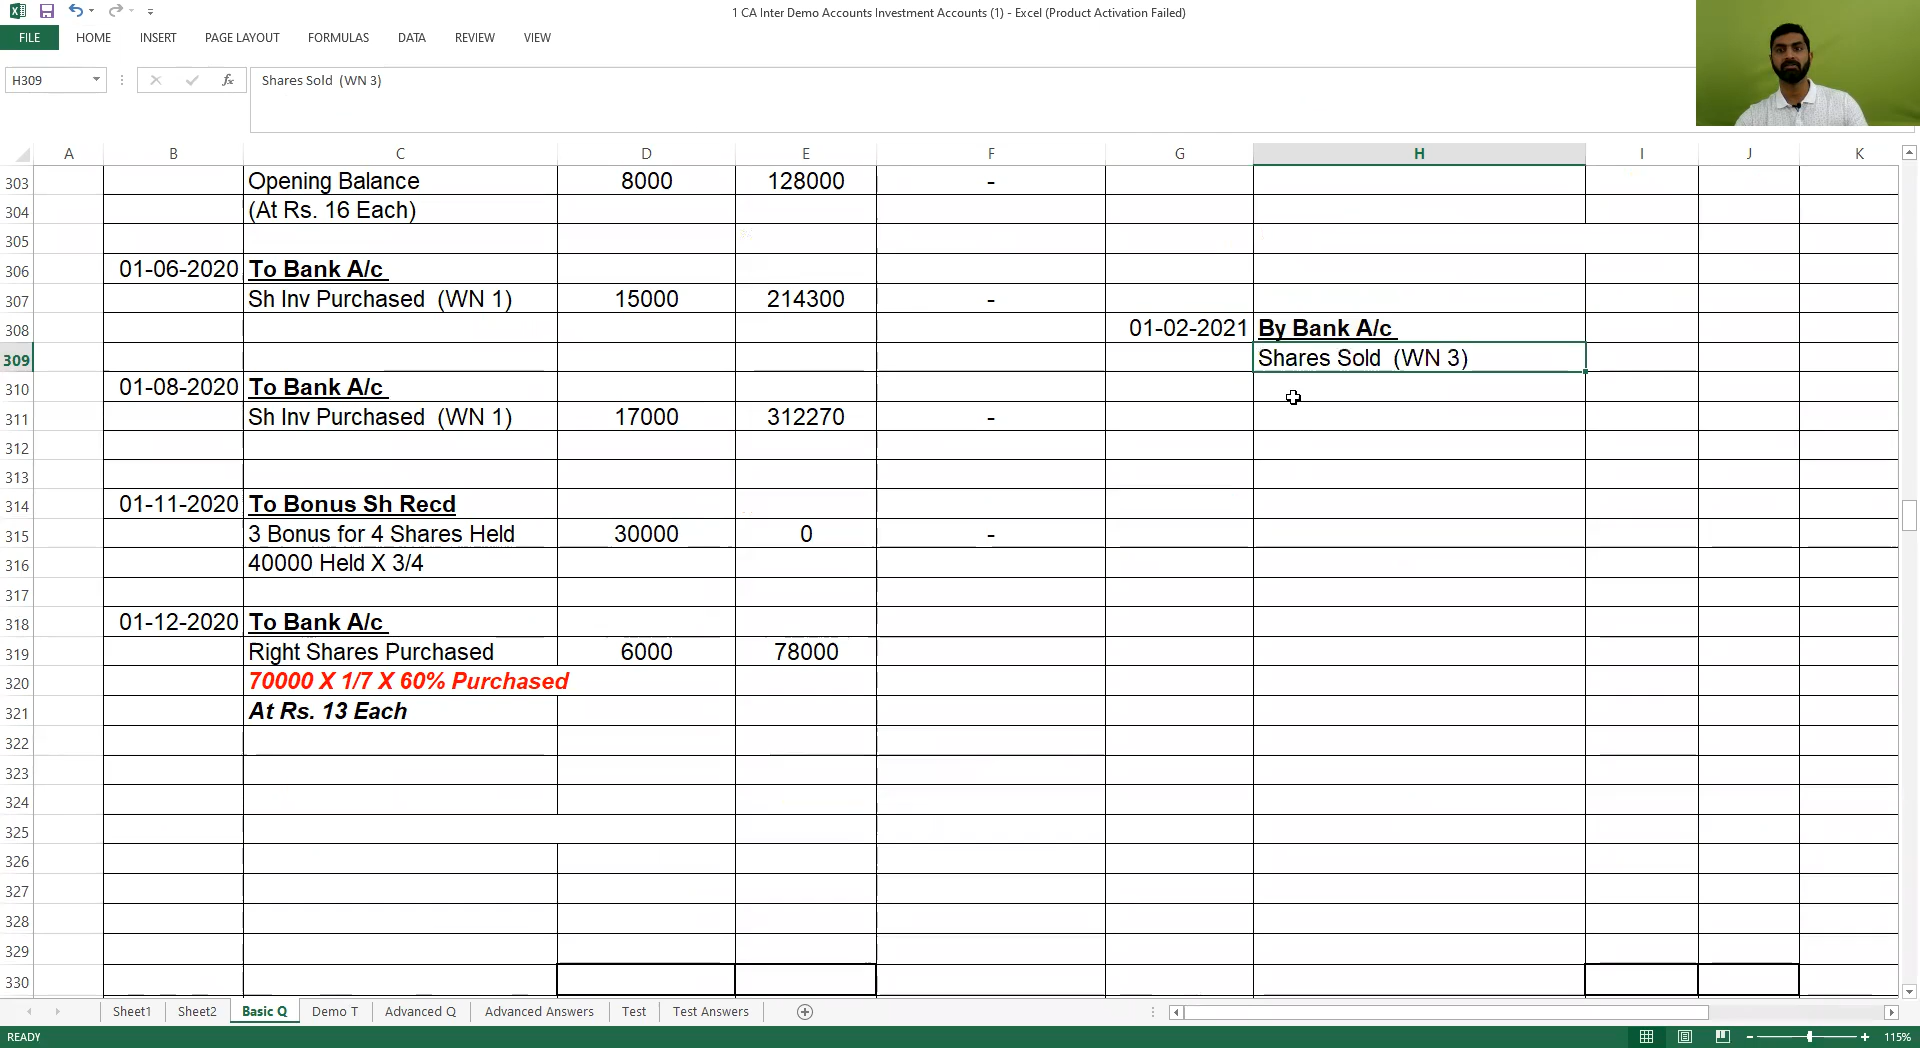 1 CA Inter Demo Accounts Investment Accounts (1) - Excel (Product Activation Failed)
FILE HOME INSERT PAGE LAYOUT FORMULAS DATA REVIEW VIEW
H309 fx Shares Sold (WN 3)
A B C D E F G H I J K
303 Opening Balance 8000 128000 -
304 (At Rs. 16 Each)
305
306 01-06-2020 To Bank A/c
307 Sh Inv Purchased (WN 1) 15000 214300 -
308 01-02-2021 By Bank A/c
309 Shares Sold (WN 3)
310 01-08-2020 To Bank A/c
311 Sh Inv Purchased (WN 1) 17000 312270 -
312
313
314 01-11-2020 To Bonus Sh Recd
315 3 Bonus for 4 Shares Held 30000 0 -
316 40000 Held X 3/4
317
318 01-12-2020 To Bank A/c
319 Right Shares Purchased 6000 78000
320 70000 X 1/7 X 60% Purchased
321 At Rs. 13 Each
322
323
324
325
326
327
328
329
330
Sheet1 Sheet2 Basic Q Demo T Advanced Q Advanced Answers Test Test Answers
READY 115%